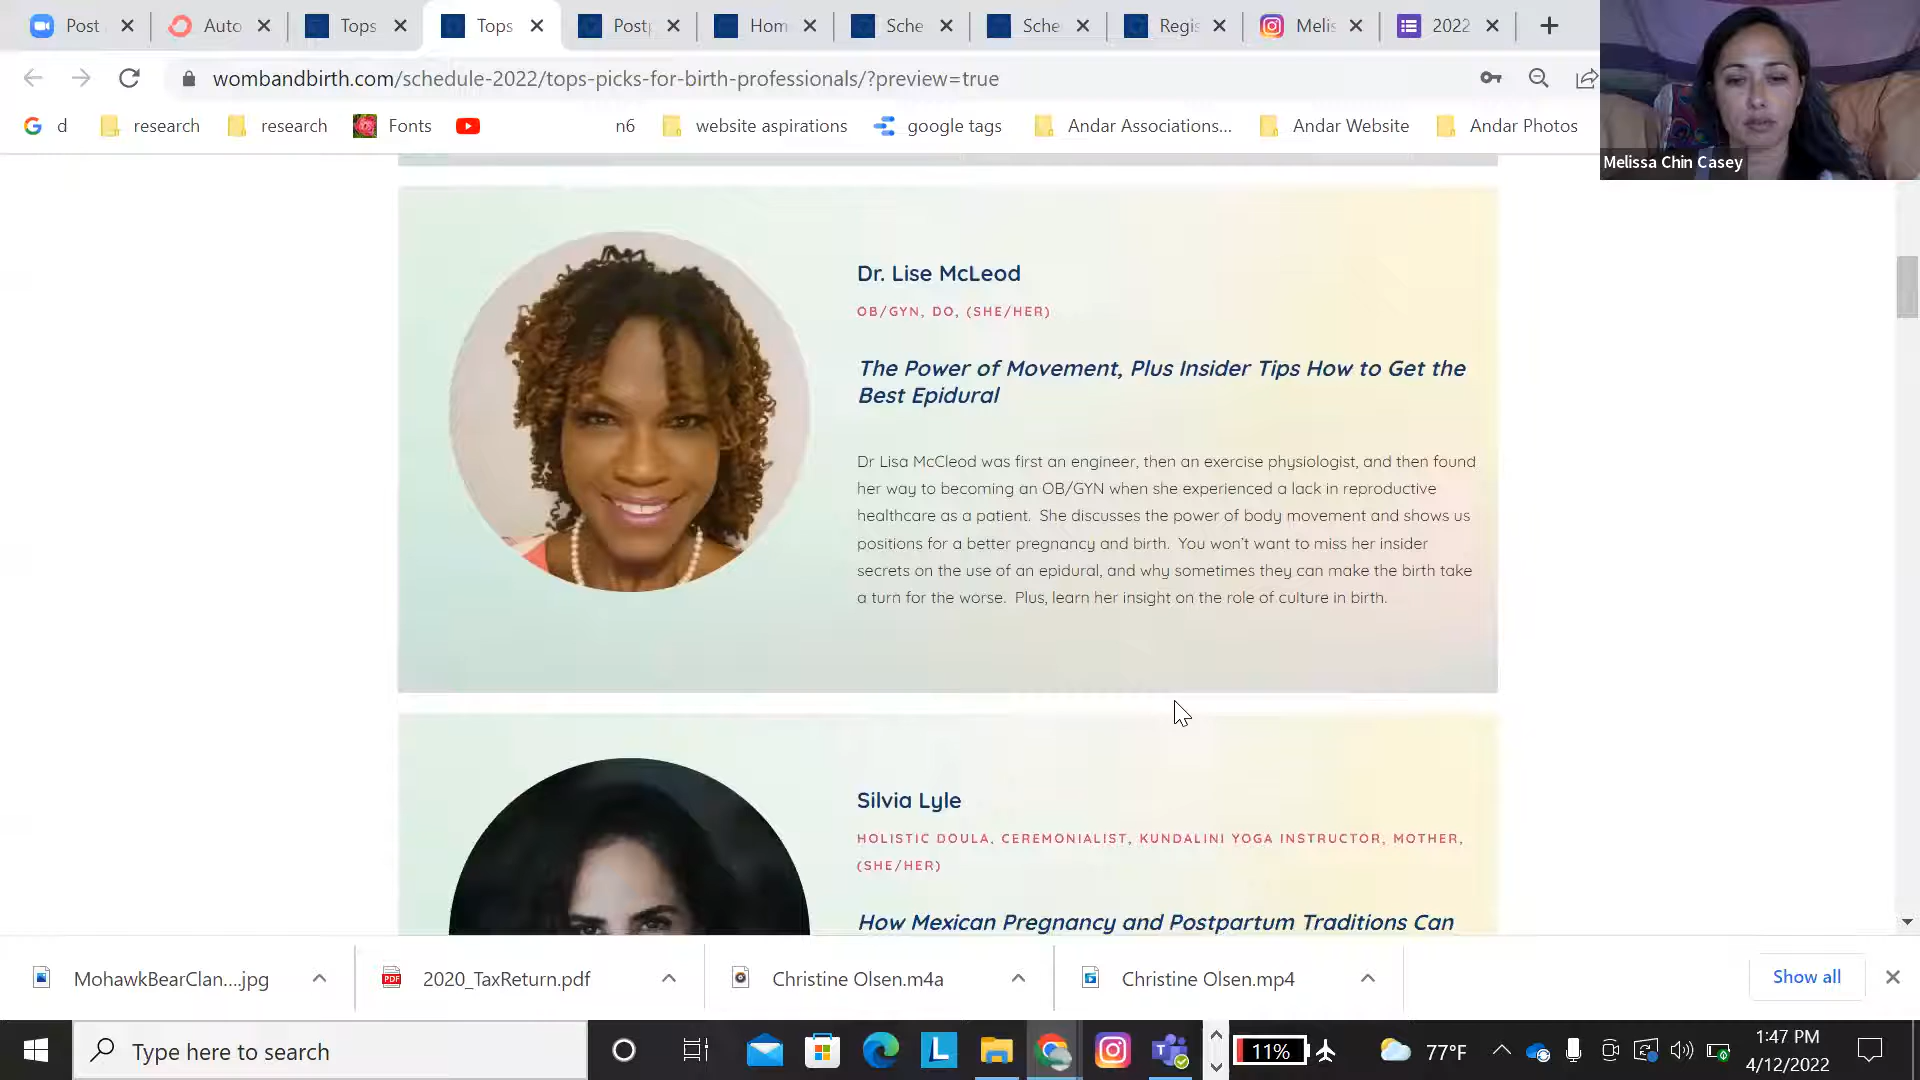 Post
Auto
Tops
Tops
Post
Hom
Sche
Sche
Regis
Melis
2022
wombandbirth.com/schedule-2022/tops-picks-for-birth-professionals/?preview=true
d
research
research
Fonts
n6
website aspirations
google tags
Andar Associations...
Andar Website
Andar Photos
Melissa Chin Casey
Dr. Lise McLeod
OB/GYN, DO, (SHE/HER)
The Power of Movement, Plus Insider Tips How to Get the
Best Epidural
Dr Lisa McCleod was first an engineer, then an exercise physiologist, and then found
her way to becoming an OB/GYN when she experienced a lack in reproductive
healthcare as a patient. She discusses the power of body movement and shows us
positions for a better pregnancy and birth. You won't want to miss her insider
secrets on the use of an epidural, and why sometimes they can make the birth take
a turn for the worse. Plus, learn her insight on the role of culture in birth.
Silvia Lyle
HOLISTIC DOULA, CEREMONIALIST, KUNDALINI YOGA INSTRUCTOR, MOTHER,
(SHE/HER)
How Mexican Pregnancy and Postpartum Traditions Can
MohawkBearClan....jpg
2020_TaxReturn.pdf
Christine Olsen.m4a
Christine Olsen.mp4
Show all
Type here to search
11%
77°F
1:47 PM
4/12/2022